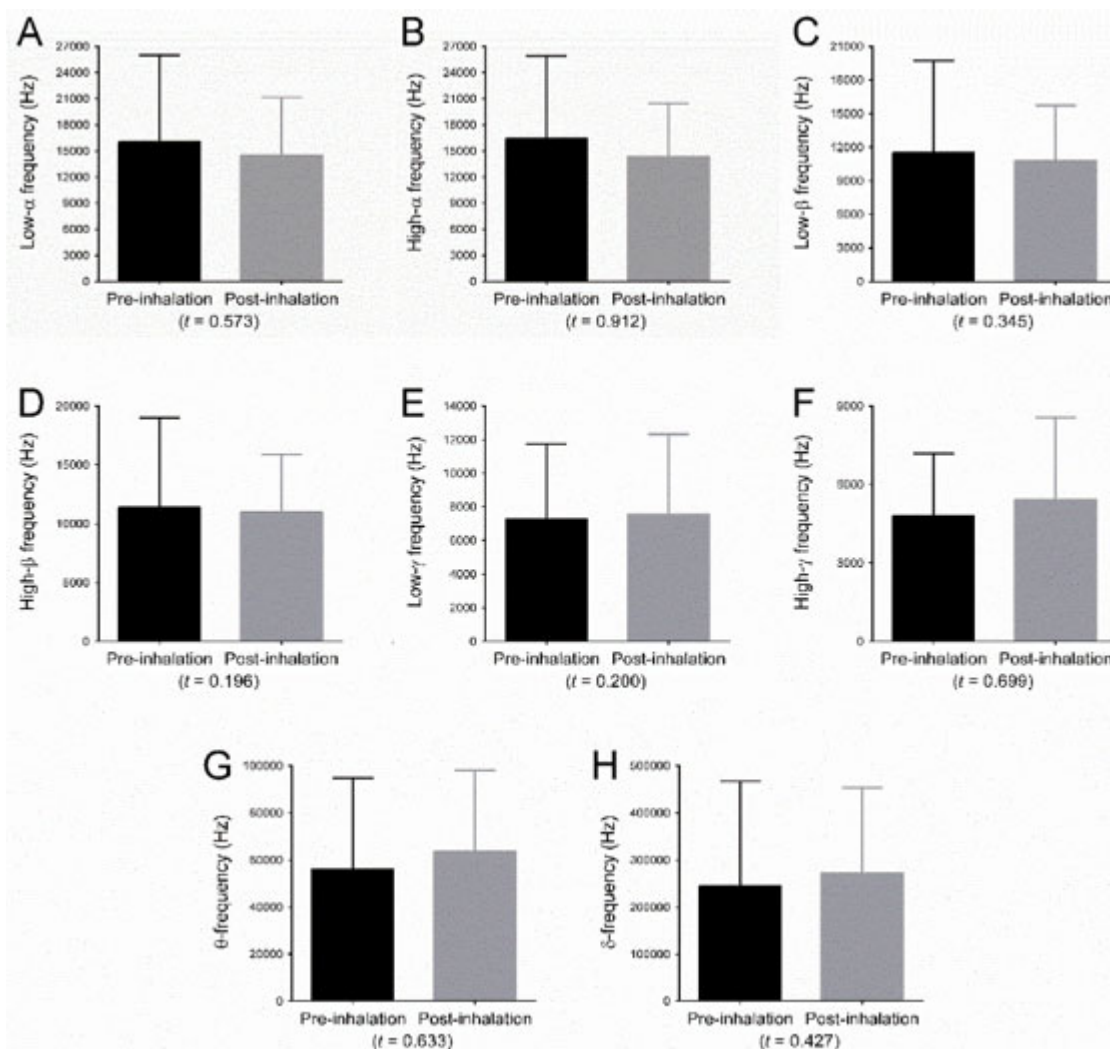 A
Low-α frequency (Hz)
27000
24000
21000
18000
15000
12000
9000
6000
3000
0
Pre-inhalation Post-inhalation
(t = 0.573)
B
High-α frequency (Hz)
27000
24000
21000
18000
15000
12000
9000
6000
3000
0
Pre-inhalation Post-inhalation
(t = 0.912)
C
Low-β frequency (Hz)
21000
18000
15000
12000
9000
6000
3000
0
Pre-inhalation Post-inhalation
(t = 0.345)
D
High-β frequency (Hz)
20000
15000
10000
5000
0
Pre-inhalation Post-inhalation
(t = 0.196)
E
Low-γ frequency (Hz)
14000
12000
10000
8000
6000
4000
2000
0
Pre-inhalation Post-inhalation
(t = 0.200)
F
High-γ frequency (Hz)
9000
6000
3000
0
Pre-inhalation Post-inhalation
(t = 0.699)
G
θ-frequency (Hz)
100000
80000
60000
40000
20000
0
Pre-inhalation Post-inhalation
(t = 0.633)
H
δ-frequency (Hz)
500000
400000
300000
200000
100000
0
Pre-inhalation Post-inhalation
(t = 0.427)